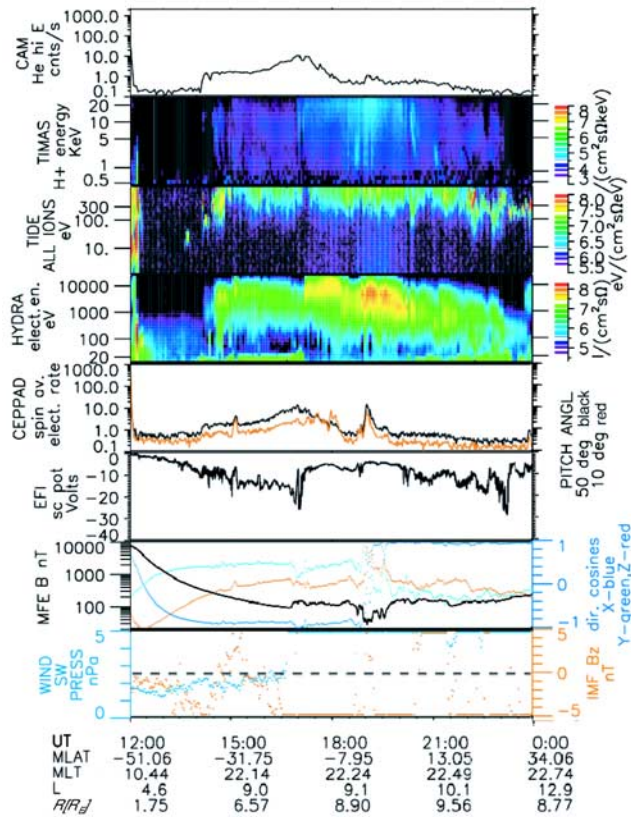 CAM
He hi E
cnts/s
1000.0
100.0
10.0
1.0
0.1
TIMAS
H+ energy
KeV
20
10
5
1
0.5
8
7
4
3
/(cm²sΩkeV)
TIDE
ALL IONS
eV
300
100
10.
8.0
7.5
7.0
6.5
6.0
5.5
eV/(cm²sΩ)
HYDRA
elect.en.
eV
10000
1000
100
20
8
7
6
5
I/(cm²sΩ)
CEPPAD
spin av.
elect. rate
1000.0
100.0
10.0
1.0
0.1
PITCH ANGL.
50 deg black
10 deg red
EFI
sc pot
Volts
0
-10
-20
-30
-40
MFE B nT
10000
1000
100
1
0
-1
dir. cosines
X-blue
Y-green,Z-red
WIND
SW
PRESS
nPa
5
0
5
0
-5
IMF Bz
nT
UT 12:00 15:00 18:00 21:00 0:00
MLAT -51.06 -31.75 -7.95 13.05 34.06
MLT 10.44 22.14 22.24 22.49 22.74
L 4.6 9.0 9.1 10.1 12.9
R[R_E] 1.75 6.57 8.90 9.56 8.77